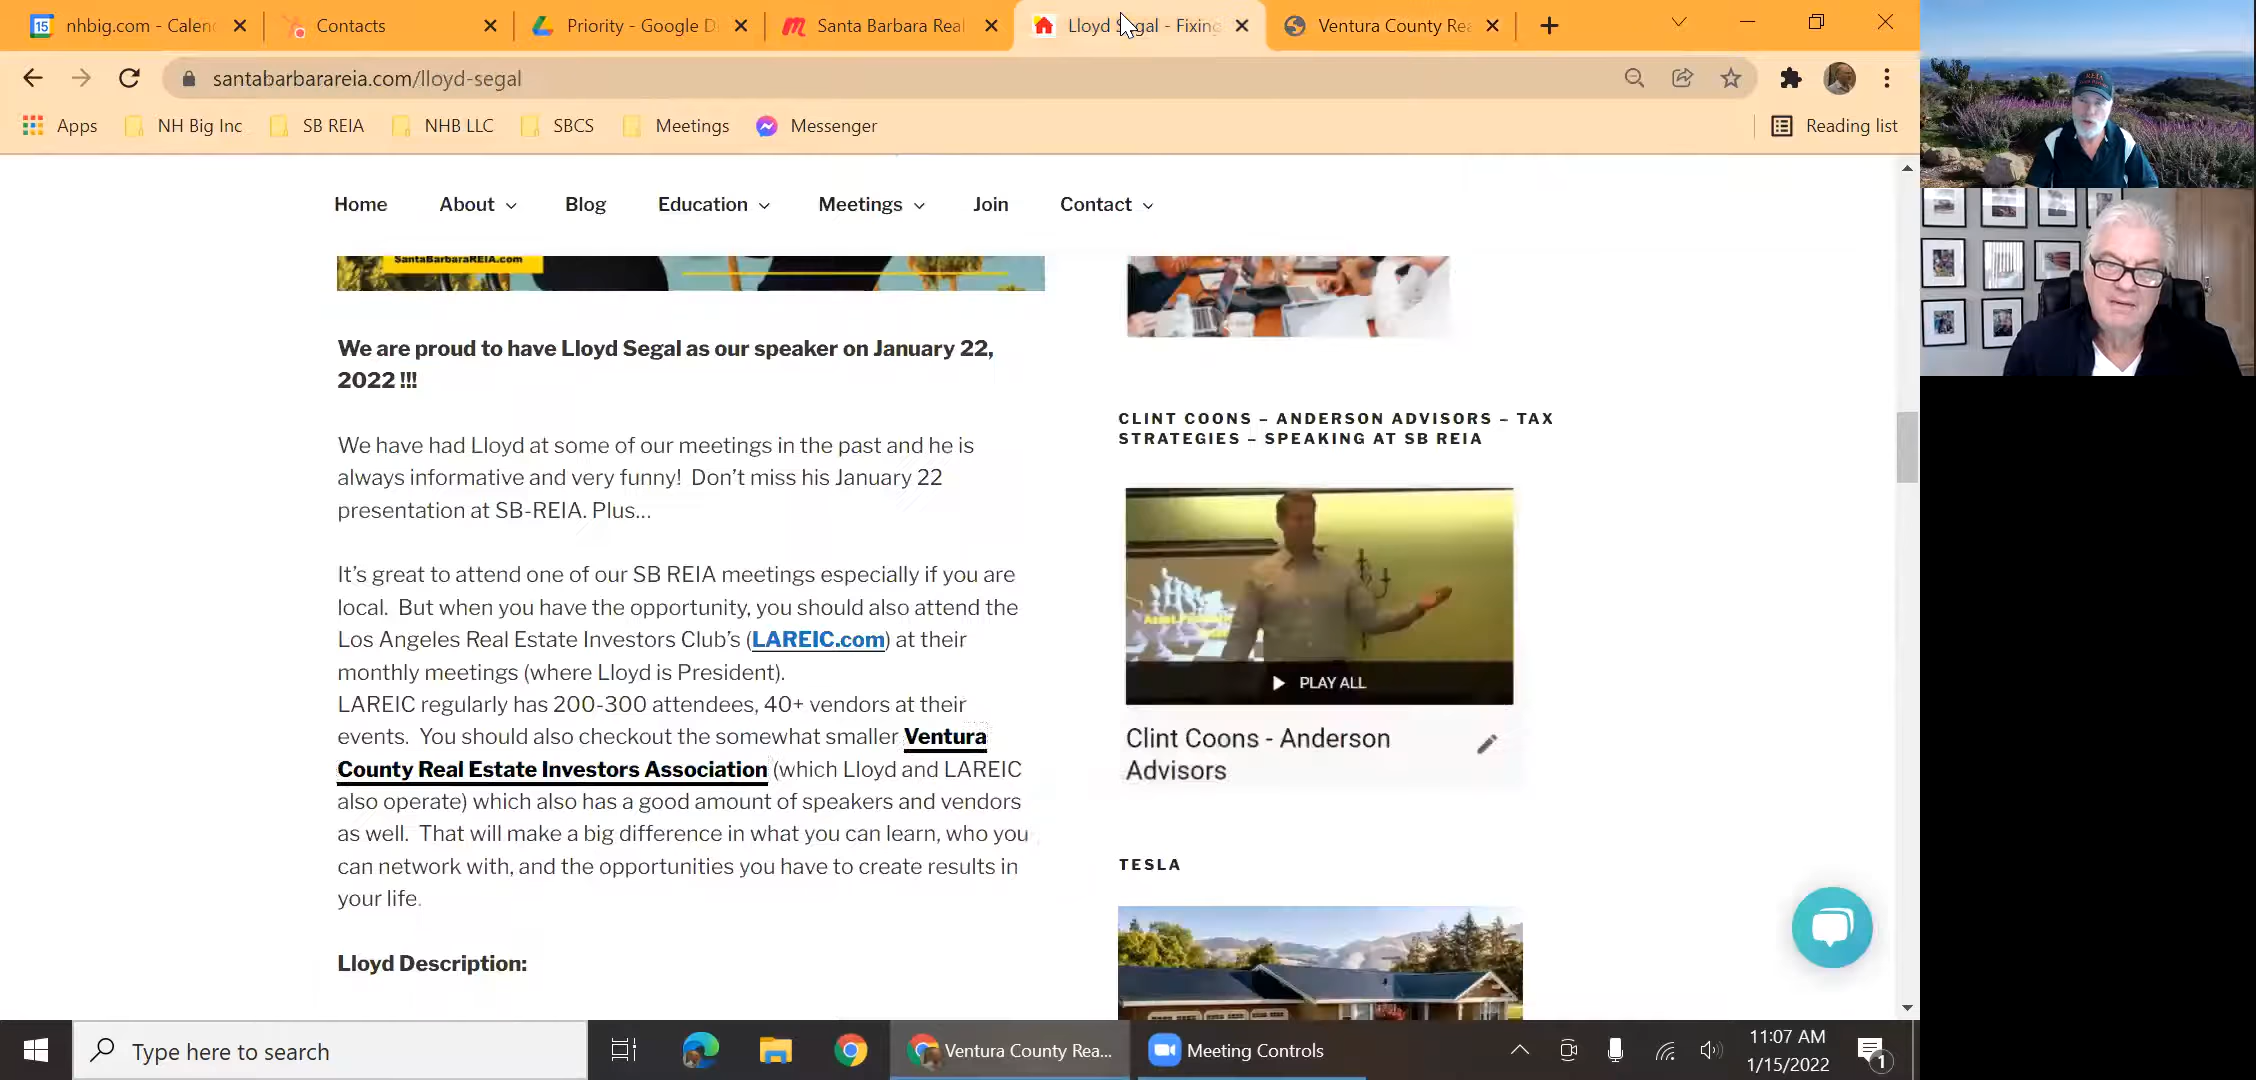 15 nhbig.com - Calen
Contacts
Priority - Google D
Santa Barbara Real
Lloyd Segal - Fixing
Ventura County Rea
santabarbarareia.com/lloyd-segal
Apps
NH Big Inc
SB REIA
NHB LLC
SBCS
Meetings
Messenger
Reading list
REIA
Home
About
Blog
Education
Meetings
Join
Contact
SantaBarbaraREIA.com
We are proud to have Lloyd Segal as our speaker on January 22,
2022 !!!
We have had Lloyd at some of our meetings in the past and he is
always informative and very funny! Don't miss his January 22
presentation at SB-REIA. Plus...
It's great to attend one of our SB REIA meetings especially if you are
local. But when you have the opportunity, you should also attend the
Los Angeles Real Estate Investors Club's (LAREIC.com) at their
monthly meetings (where Lloyd is President).
LAREIC regularly has 200-300 attendees, 40+ vendors at their
events. You should also checkout the somewhat smaller Ventura
County Real Estate Investors Association (which Lloyd and LAREIC
also operate) which also has a good amount of speakers and vendors
as well. That will make a big difference in what you can learn, who you
can network with, and the opportunities you have to create results in
your life.
Lloyd Description:
CLINT COONS – ANDERSON ADVISORS – TAX
STRATEGIES – SPEAKING AT SB REIA
PLAY ALL
Clint Coons - Anderson
Advisors
TESLA
Type here to search
Ventura County Rea...
Meeting Controls
11:07 AM
1/15/2022
1